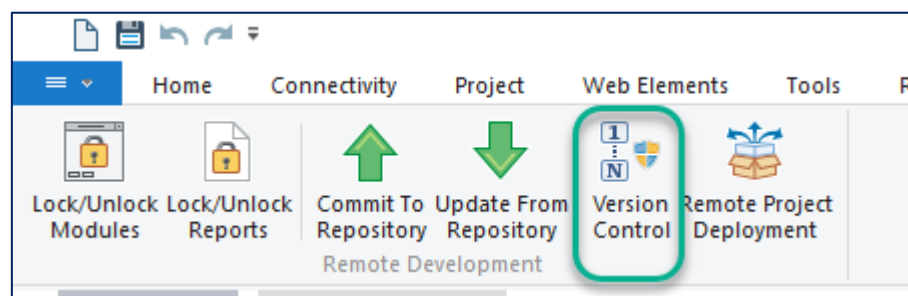 Home Connectivity Project Web Elements Tools R
1
N
Lock/Unlock Lock/Unlock Commit To Update From Version Remote Project
Modules Reports Repository Repository Control Deployment
Remote Development